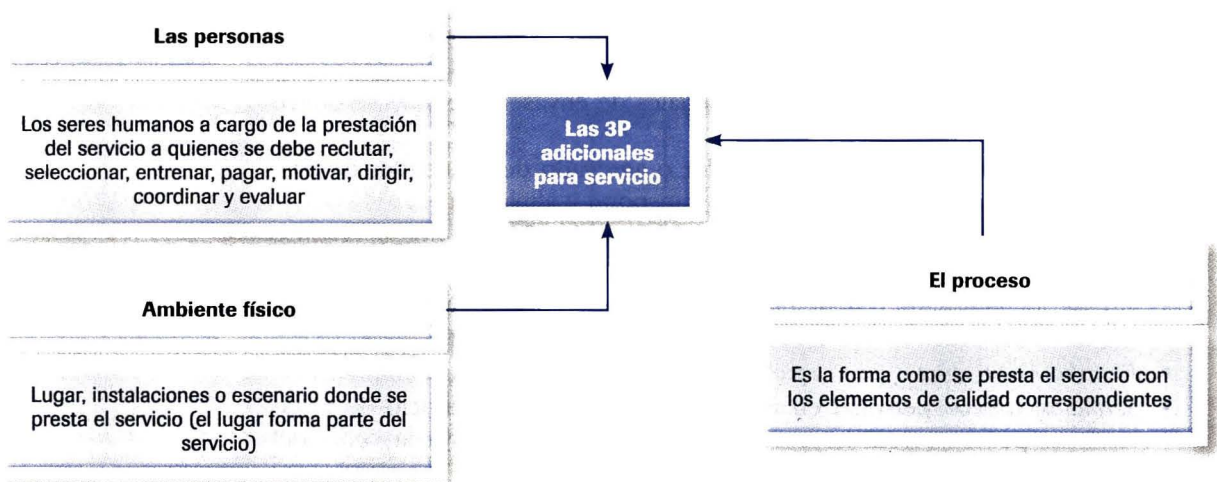 Las personas
Los seres humanos a cargo de la prestación
del servicio a quienes se debe reclutar,
seleccionar, entrenar, pagar, motivar, dirigir,
coordinar y evaluar
Las 3P
adicionales
para servicio
Ambiente físico
Lugar, instalaciones o escenario donde se
presta el servicio (el lugar forma parte del
servicio)
El proceso
Es la forma como se presta el servicio con
los elementos de calidad correspondientes